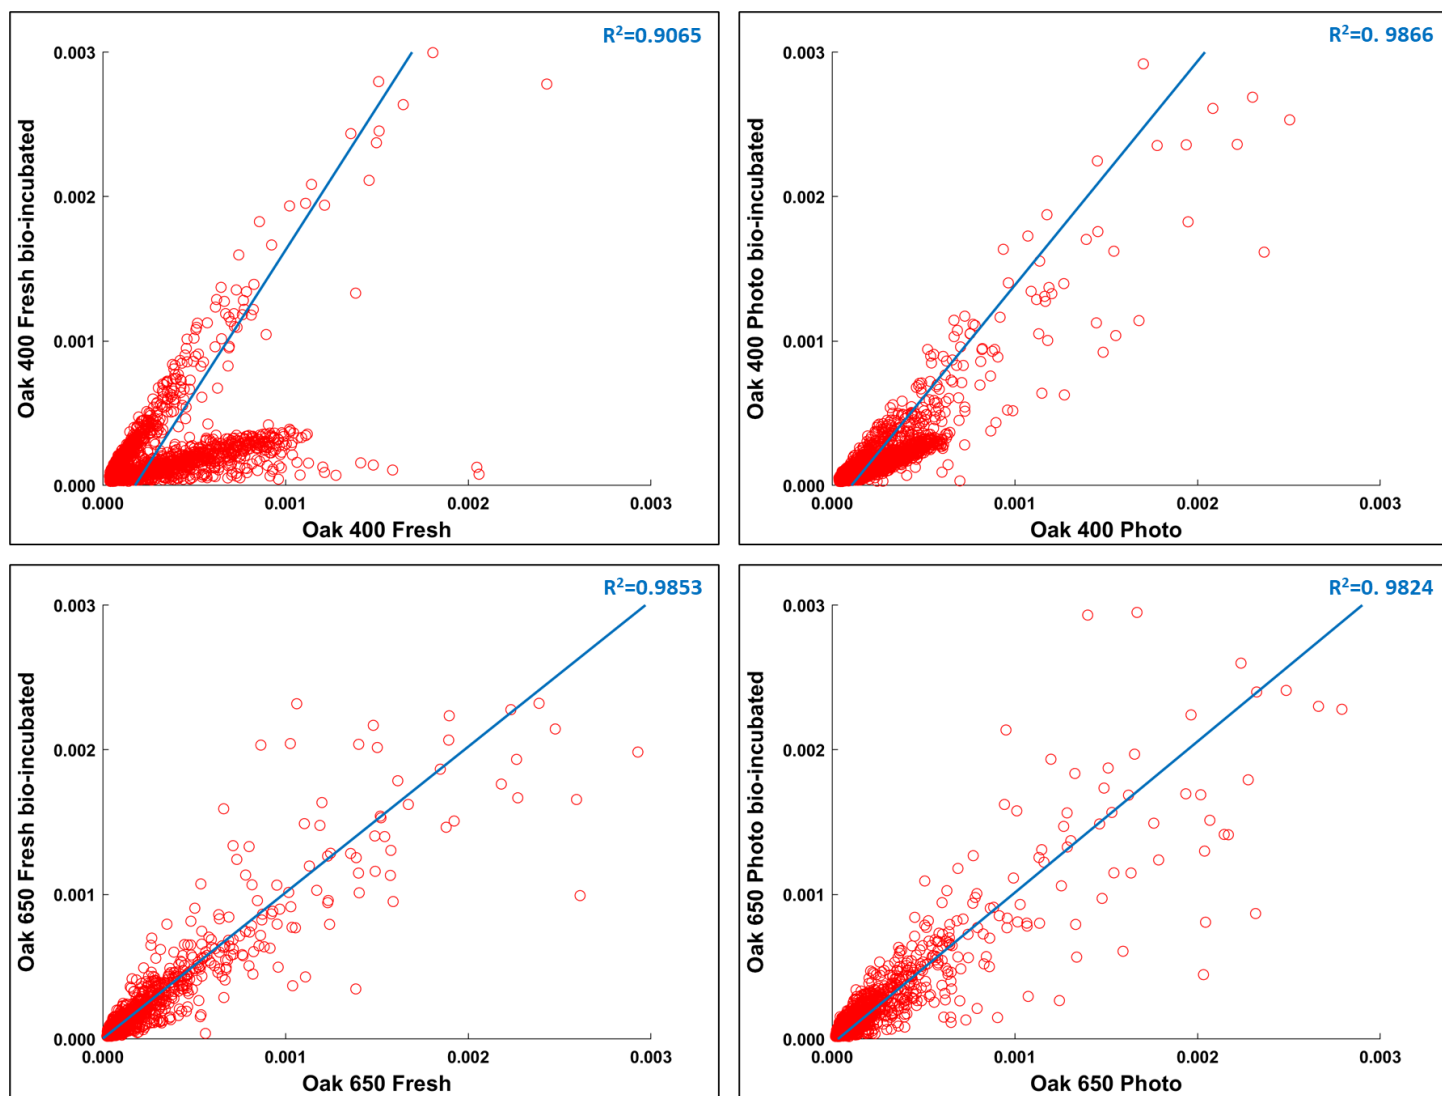 R²=0.9065
Oak 400 Fresh bio-incubated
0.003
0.002
0.001
0.000
0.000 0.001 0.002 0.003
Oak 400 Fresh
R²=0. 9866
Oak 400 Photo bio-incubated
0.003
0.002
0.001
0.000
0.000 0.001 0.002 0.003
Oak 400 Photo
R²=0.9853
Oak 650 Fresh bio-incubated
0.003
0.002
0.001
0.000
0.000 0.001 0.002 0.003
Oak 650 Fresh
R²=0. 9824
Oak 650 Photo bio-incubated
0.003
0.002
0.001
0.000
0.000 0.001 0.002 0.003
Oak 650 Photo